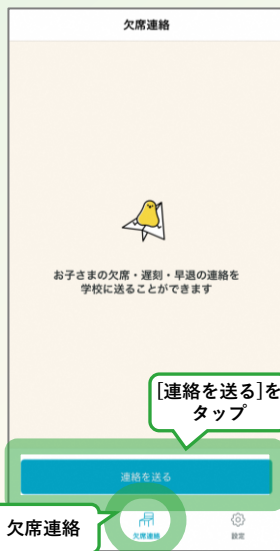 欠席連絡
お子さまの欠席・遅刻・早退の連絡を
学校に送ることができます
[連絡を送る]を
タップ
連絡を送る
欠席連絡
欠席連絡
設定